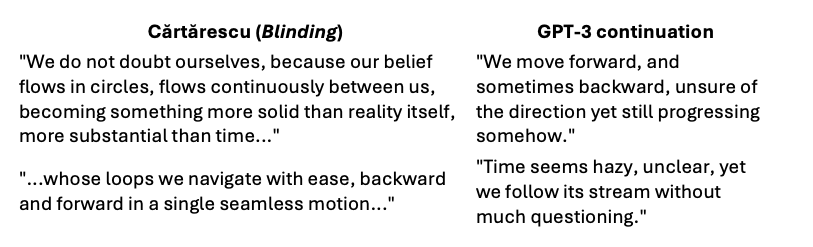 Cărtărescu (Blinding)
"We do not doubt ourselves, because our belief
flows in circles, flows continuously between us,
becoming something more solid than reality itself,
more substantial than time..."
"...whose loops we navigate with ease, backward
and forward in a single seamless motion..."
GPT-3 continuation
"We move forward, and
sometimes backward, unsure of
the direction yet still progressing
somehow."
"Time seems hazy, unclear, yet
we follow its stream without
much questioning."